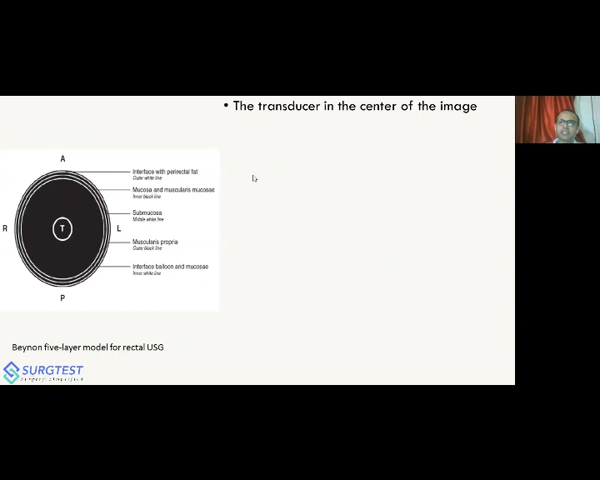 • The transducer in the center of the image
A
Interface with perirectal fat
Outer white line
Mucosa and muscularis mucosae
Inner black line
Submucosa
Middle white line
R
T
L
Muscularis propria
Outer black line
Interface balloon and mucosae
Inner white line
P
Beynon five-layer model for rectal USG
SURGTEST